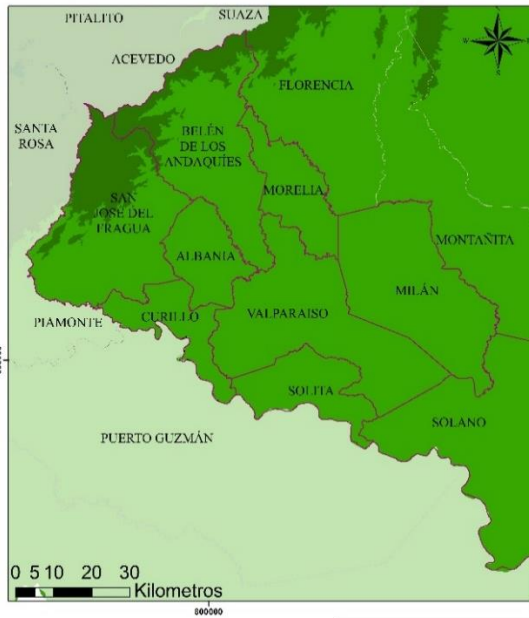 PITALITO
SUAZA
ACEVEDO
FLORENCIA
SANTA
ROSA
BELÉN
DE LOS
ANDAQUÍES
MORELIA
SAN
JOSÉ DEL
FRAGUA
MONTAÑITA
ALBANIA
MILÁN
PIAMONTE
CURILLO
VALPARAISO
SOLITA
SOLANO
PUERTO GUZMÁN
0 5 10 20 30
Kilometros
800000